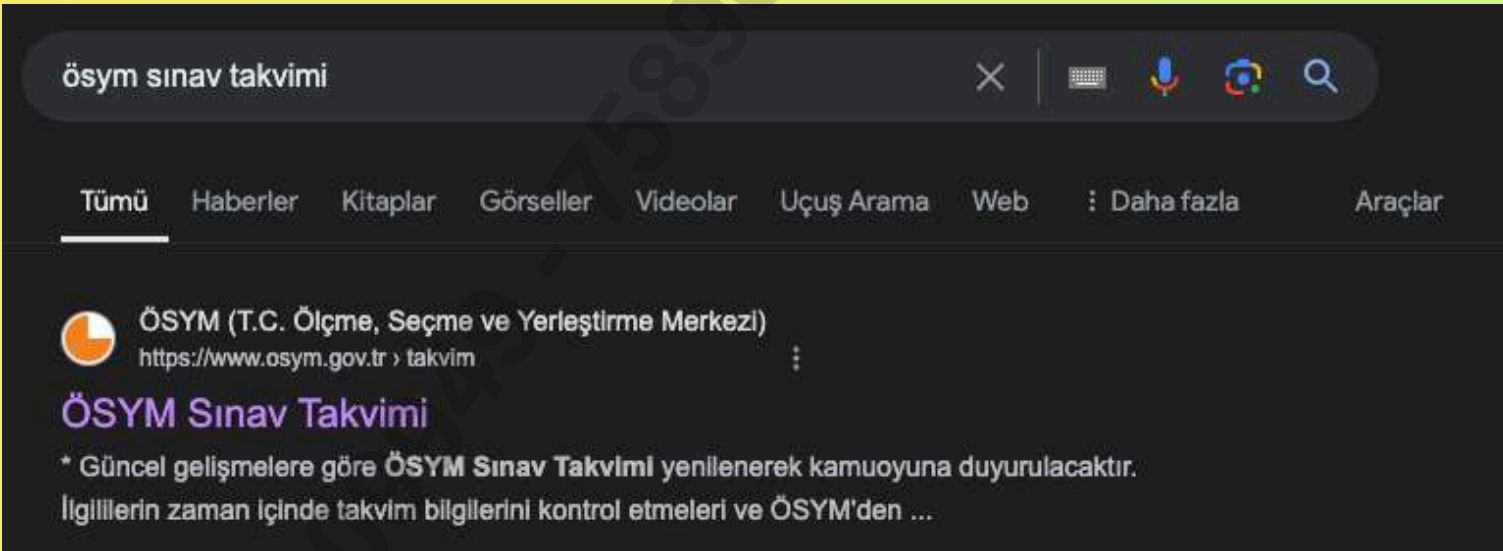 ösym sınav takvimi
Tümü Haberler Kitaplar Görseller Videolar Uçuş Arama Web Daha fazla Araçlar
ÖSYM (T.C. Ölçme, Seçme ve Yerleştirme Merkezi)
https://www.osym.gov.tr › takvim
ÖSYM Sınav Takvimi
* Güncel gelişmelere göre ÖSYM Sınav Takvimi yenilenerek kamuoyuna duyurulacaktır.
İlgililerin zaman içinde takvim bilgilerini kontrol etmeleri ve ÖSYM'den ...